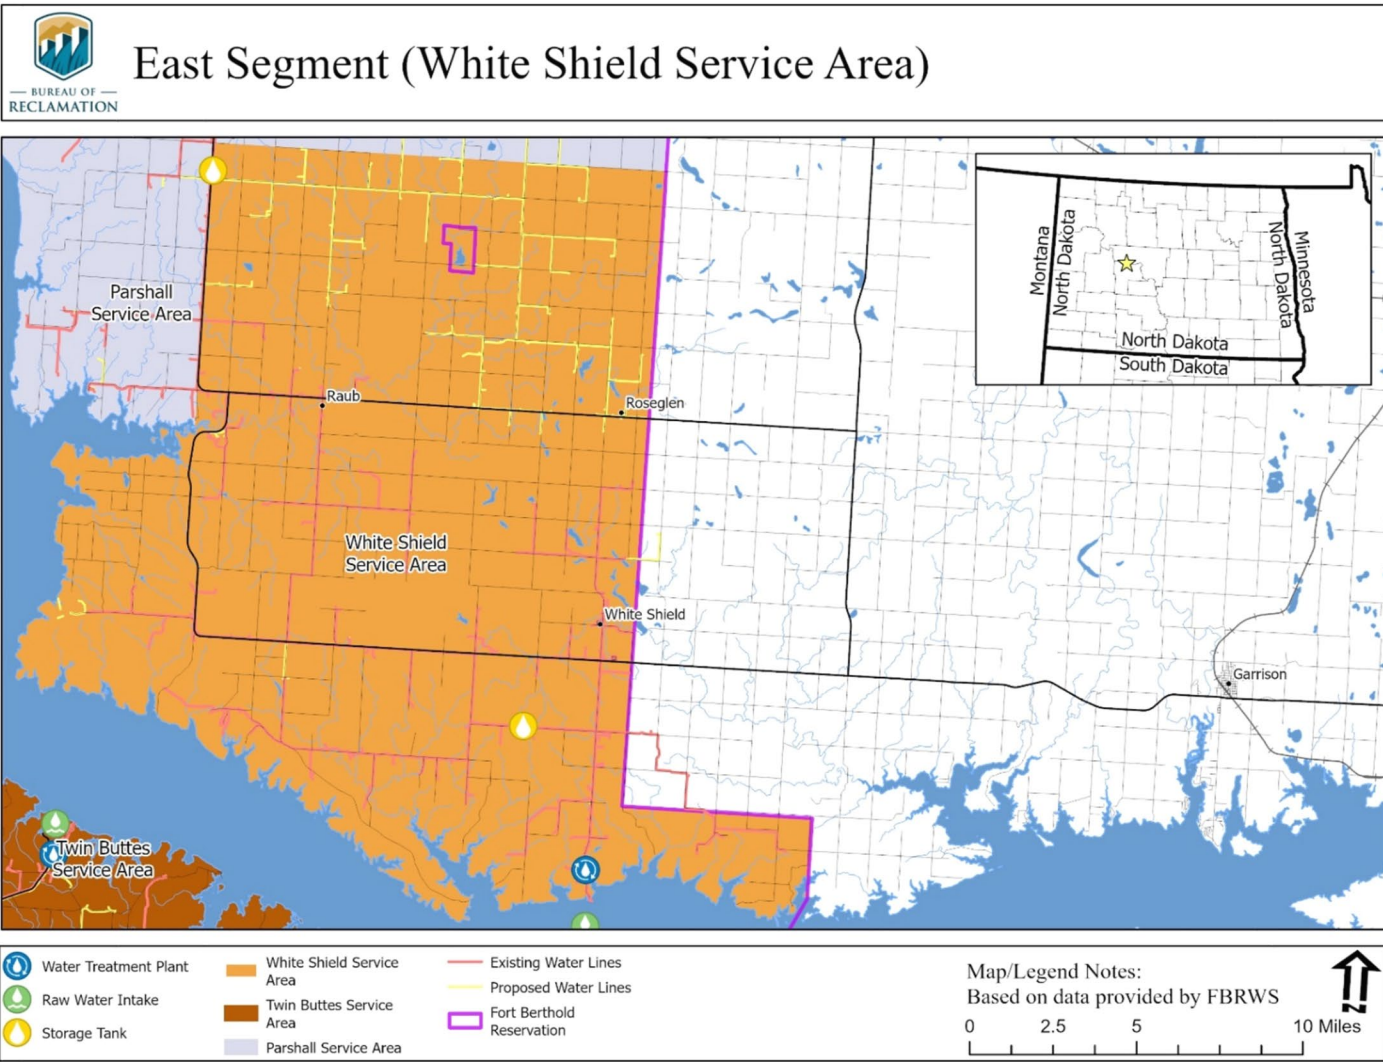 BUREAU OF
RECLAMATION
East Segment (White Shield Service Area)
Parshall
Service Area
Raub
Roseglen
White Shield
Service Area
White Shield
Garrison
Twin Buttes
Service Area
Montana
North Dakota
Minnesota
North Dakota
North Dakota
South Dakota
Water Treatment Plant
Raw Water Intake
Storage Tank
White Shield Service
Area
Twin Buttes Service
Area
Parshall Service Area
Existing Water Lines
Proposed Water Lines
Fort Berthold
Reservation
Map/Legend Notes:
Based on data provided by FBRWS
0 2.5 5 10 Miles
N